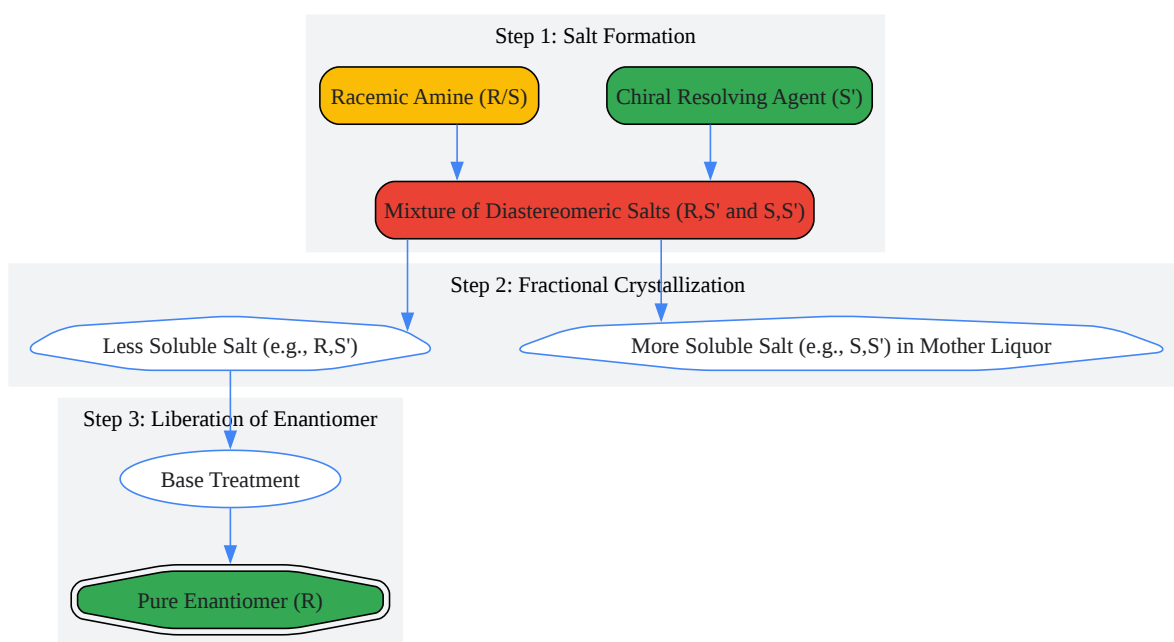 Step 1: Salt Formation
Racemic Amine (R/S)
Chiral Resolving Agent (S')
Mixture of Diastereomeric Salts (R,S' and S,S')
Step 2: Fractional Crystallization
Less Soluble Salt (e.g., R,S')
More Soluble Salt (e.g., S,S') in Mother Liquor
Step 3: Liberation of Enantiomer
Base Treatment
Pure Enantiomer (R)